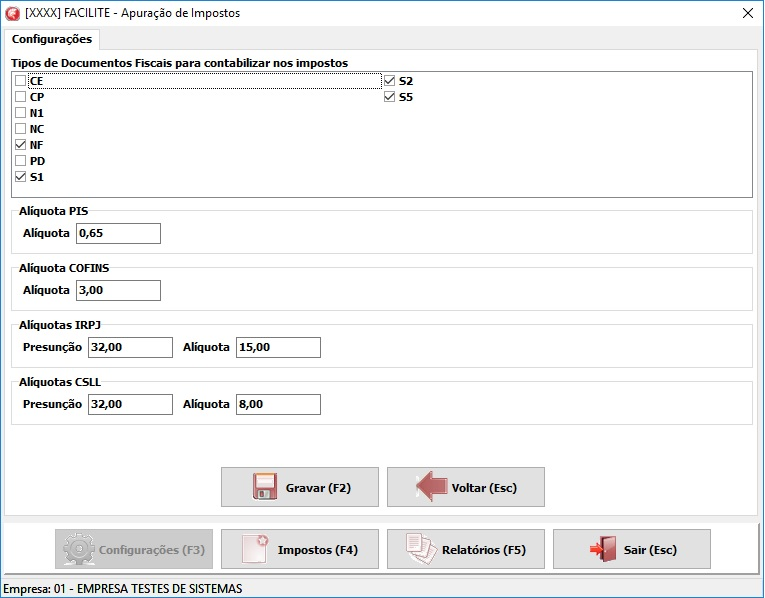 [XXXX] FACILITE - Apuração de Impostos
Configurações
Tipos de Documentos Fiscais para contabilizar nos impostos
CE
CP
N1
NC
NF
PD
S1
S2
S5
Alíquota PIS
Alíquota 0,65
Alíquota COFINS
Alíquota 3,00
Alíquotas IRPJ
Presunção 32,00 Alíquota 15,00
Alíquotas CSLL
Presunção 32,00 Alíquota 8,00
Gravar (F2) Voltar (Esc)
Configurações (F3) Impostos (F4) Relatórios (F5) Sair (Esc)
Empresa: 01 - EMPRESA TESTES DE SISTEMAS